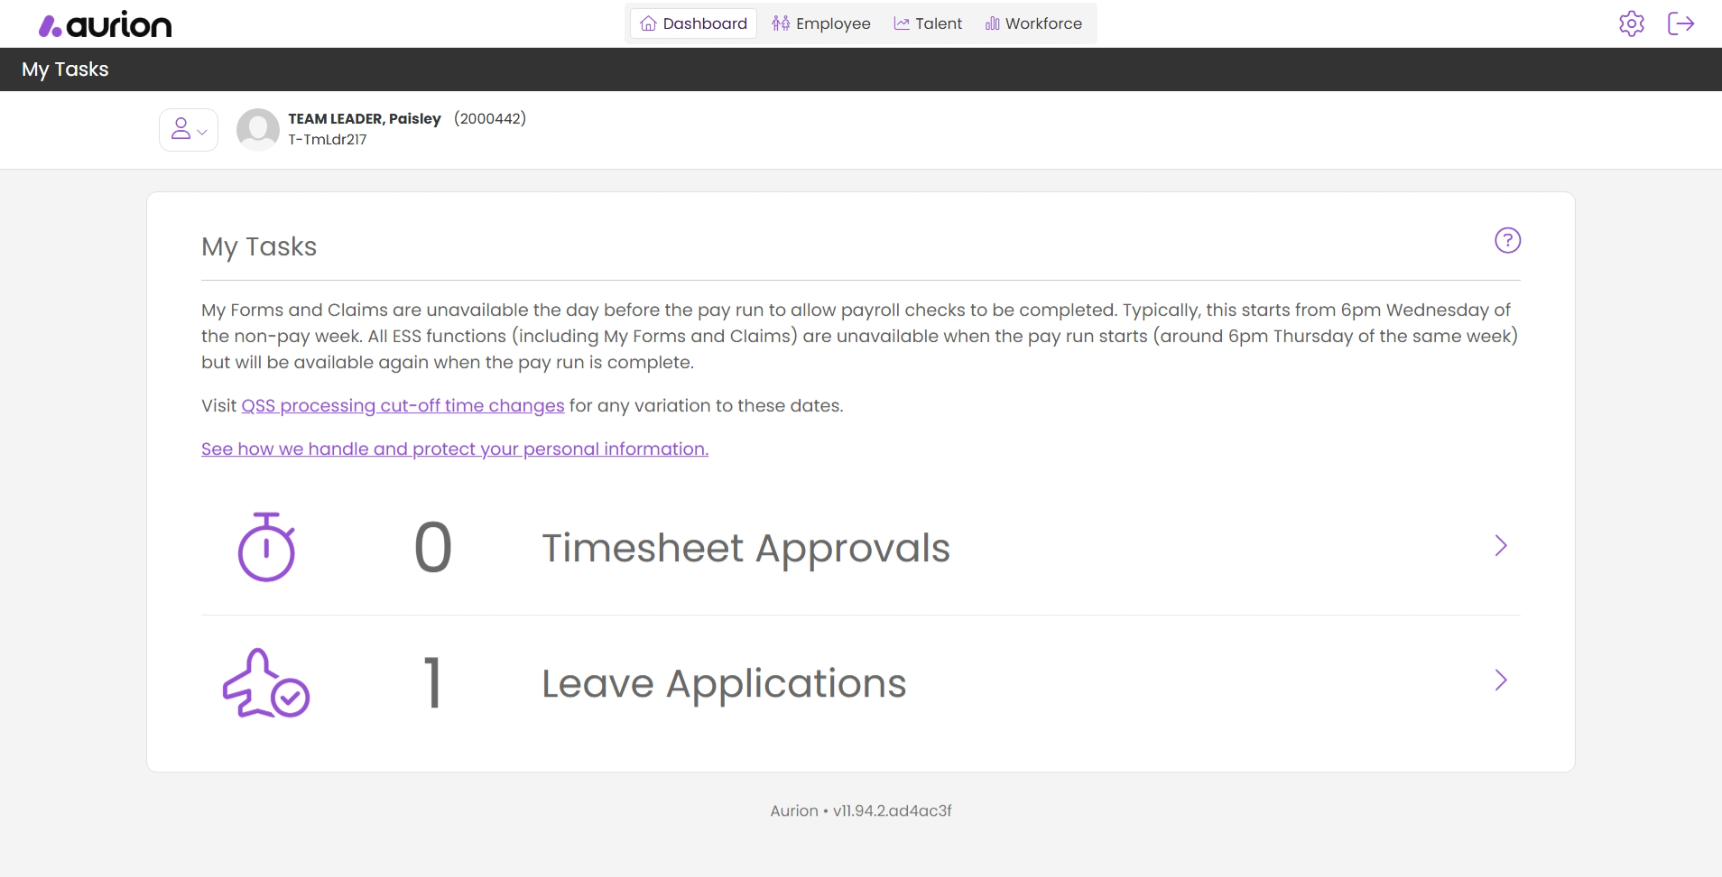 aurion
Dashboard Employee Talent Workforce
My Tasks
TEAM LEADER, Paisley (2000442)
T-TmLdr217
My Tasks
?
My Forms and Claims are unavailable the day before the pay run to allow payroll checks to be completed. Typically, this starts from 6pm Wednesday of
the non-pay week. All ESS functions (including My Forms and Claims) are unavailable when the pay run starts (around 6pm Thursday of the same week)
but will be available again when the pay run is complete.
Visit QSS processing cut-off time changes for any variation to these dates.
See how we handle and protect your personal information.
0 Timesheet Approvals
1 Leave Applications
Aurion • v11.94.2.ad4ac3f